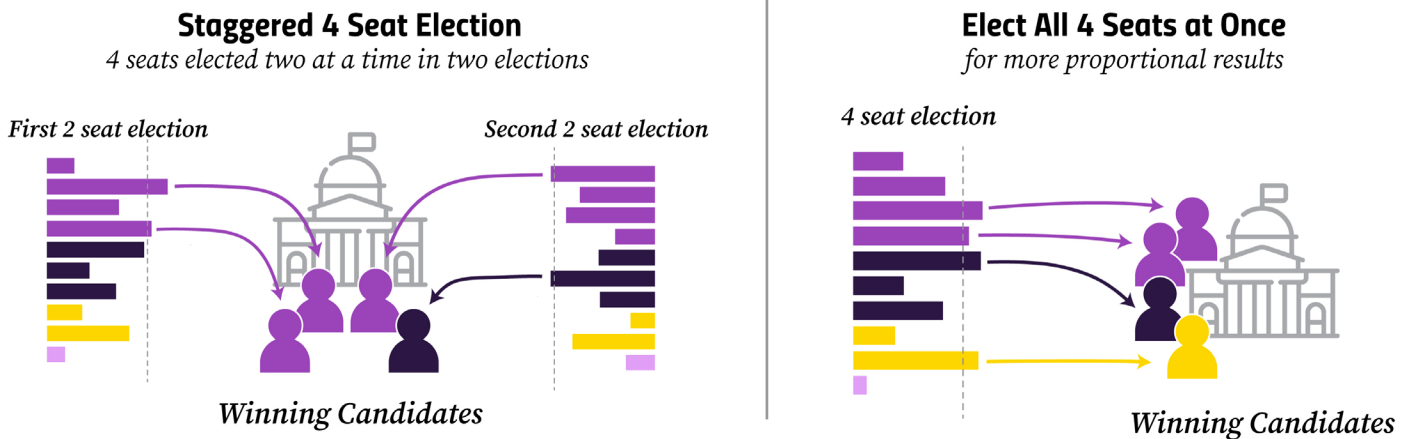 Staggered 4 Seat Election
4 seats elected two at a time in two elections
First 2 seat election
Second 2 seat election
Winning Candidates
Elect All 4 Seats at Once
for more proportional results
4 seat election
Winning Candidates